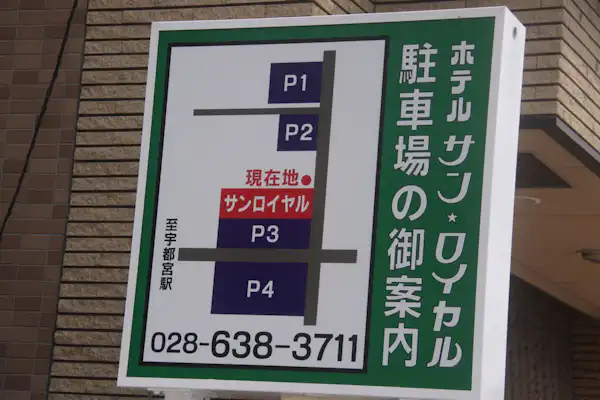 ホテル サン★ロイヤル
駐車場の御案内
P1
P2
現在地
サンロイヤル
P3
至宇都宮駅
P4
028-638-3711